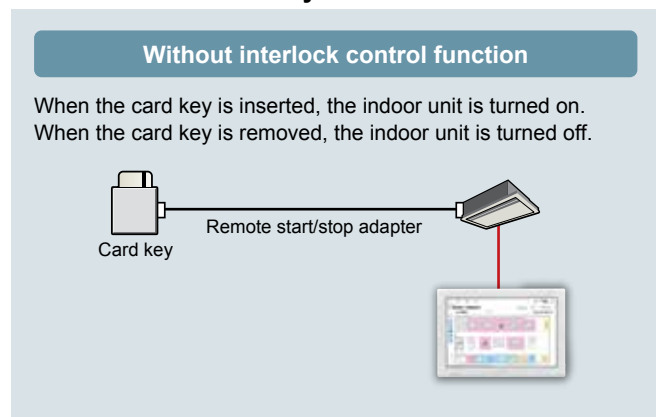 Without interlock control function
When the card key is inserted, the indoor unit is turned on.
When the card key is removed, the indoor unit is turned off.
Remote start/stop adapter
Card key